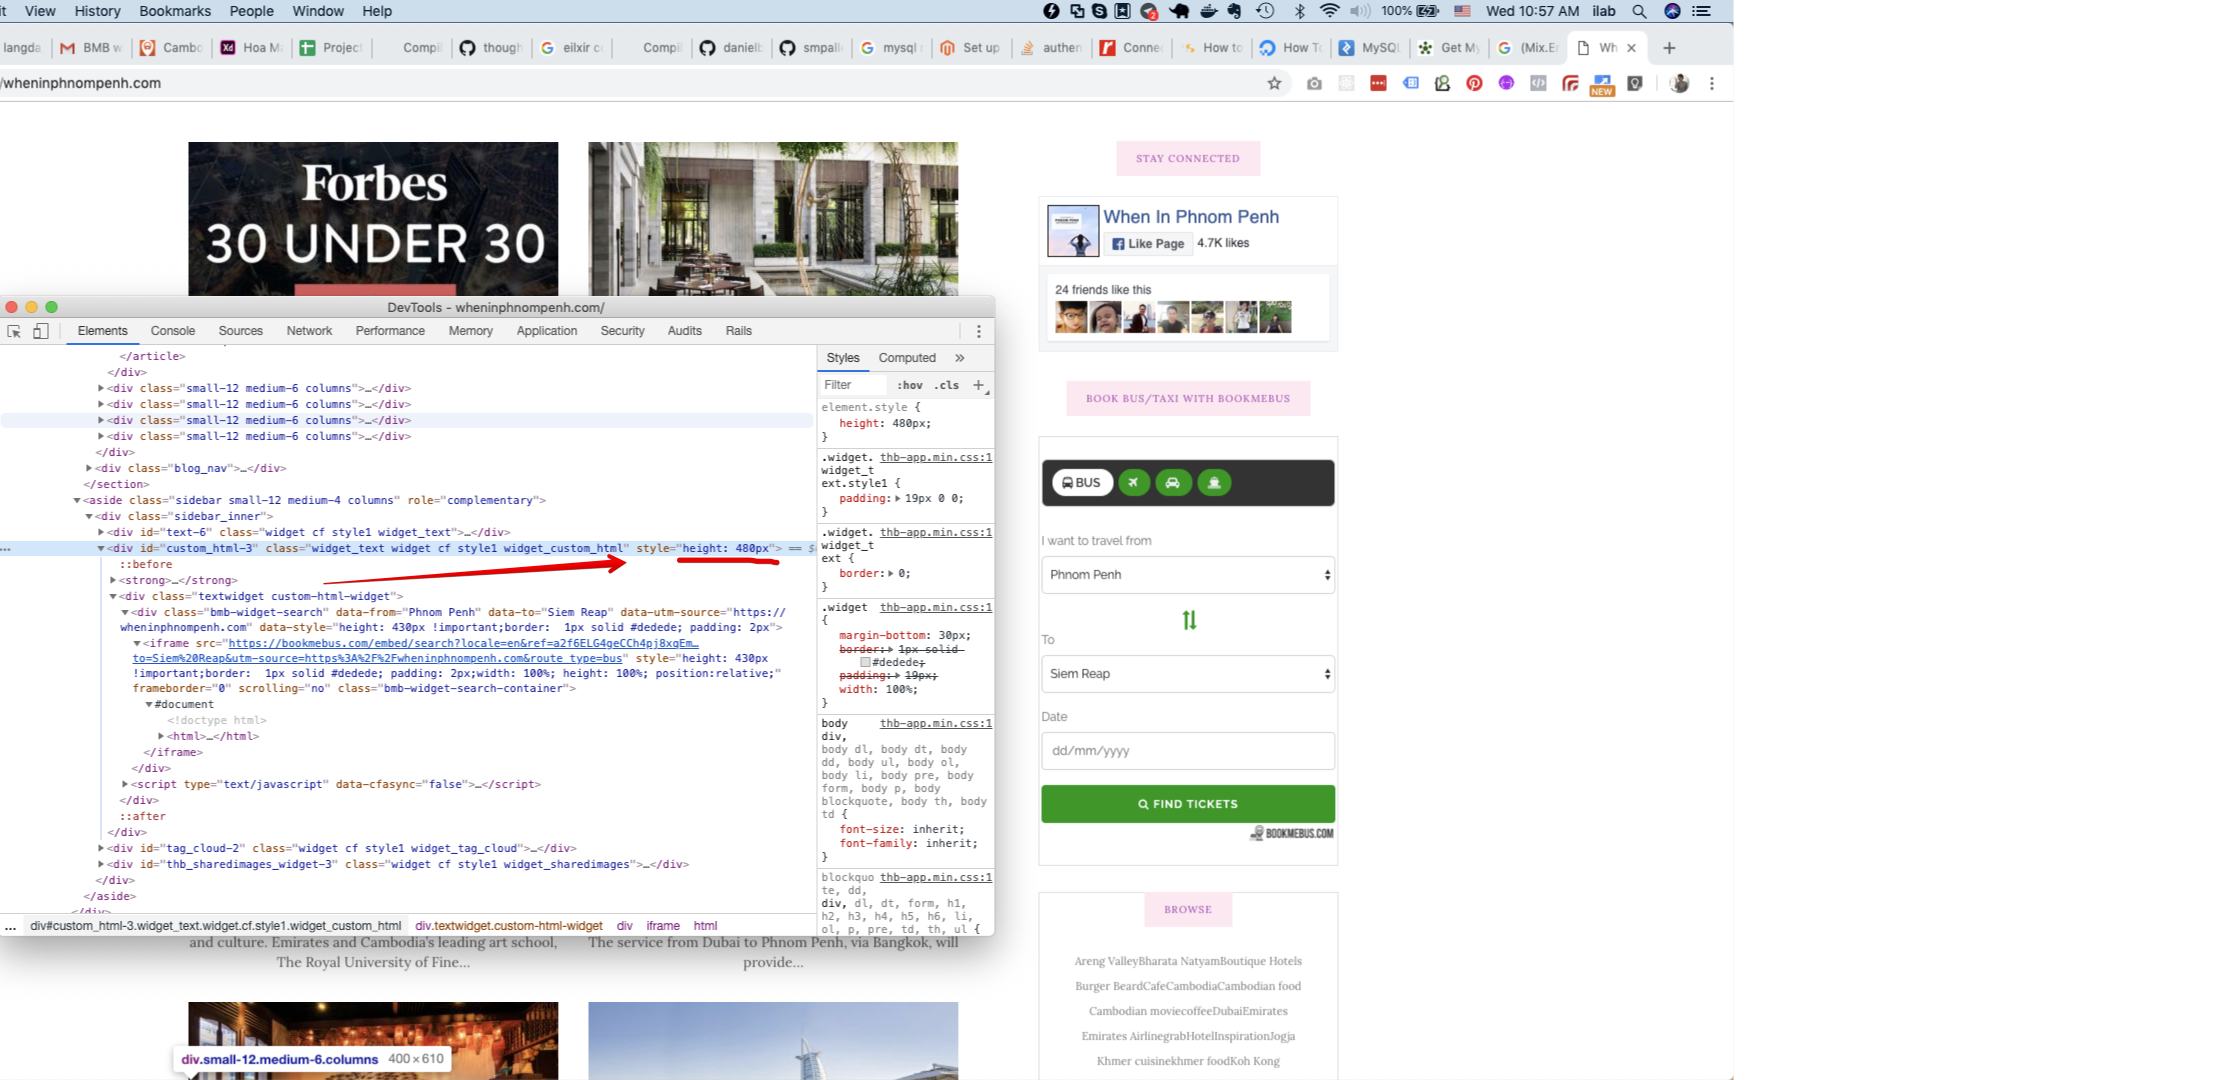 it View History Bookmarks People Window Help 2 100% Wed 10:57 AM ilab
langda BMB w Cambo Xd Hoa M Project Compil though eilxir c Compil danielb smpall mysql Set up authen Connec How to How To MySQL Get My (Mix.Er Wh
/wheninphnompenh.com NEW
Forbes
30 UNDER 30
STAY CONNECTED
When In Phnom Penh
Like Page 4.7K likes
24 friends like this
BOOK BUS/TAXI WITH BOOKMEBUS
BUS
I want to travel from
Phnom Penh
To
Siem Reap
Date
dd/mm/yyyy
FIND TICKETS
BOOKMEBUS.COM
BROWSE
Areng ValleyBharata NatyamBoutique Hotels
Burger BeardCafeCambodiaCambodian food
Cambodian moviecoffeeDubaiEmirates
Emirates AirlinegrabHotelInspirationJogja
Khmer cuisinekhmer foodKoh Kong
DevTools - wheninphnompenh.com/
Elements Console Sources Network Performance Memory Application Security Audits Rails
</article>
</div>
<div class="small-12 medium-6 columns">…</div>
<div class="small-12 medium-6 columns">…</div>
<div class="small-12 medium-6 columns">…</div>
<div class="small-12 medium-6 columns">…</div>
</div>
<div class="blog_nav">…</div>
</section>
<aside class="sidebar small-12 medium-4 columns" role="complementary">
<div class="sidebar_inner">
<div id="text-6" class="widget cf style1 widget_text">…</div>
… <div id="custom_html-3" class="widget_text widget cf style1 widget_custom_html" style="height: 480px"> == $
::before
<strong>…</strong>
<div class="textwidget custom-html-widget">
<div class="bmb-widget-search" data-from="Phnom Penh" data-to="Siem Reap" data-utm-source="https://
wheninphnompenh.com" data-style="height: 430px !important;border:  1px solid #dedede; padding: 2px">
<iframe src="https://bookmebus.com/embed/search?locale=en&ref=a2f6ELG4geCCh4pj8xqEm…
to=Siem%20Reap&utm-source=https%3A%2F%2Fwheninphnompenh.com&route_type=bus" style="height: 430px
!important;border:  1px solid #dedede; padding: 2px;width: 100%; height: 100%; position:relative;"
frameborder="0" scrolling="no" class="bmb-widget-search-container">
#document
<!doctype html>
<html>…</html>
</iframe>
</div>
<script type="text/javascript" data-cfasync="false">…</script>
</div>
::after
</div>
<div id="tag_cloud-2" class="widget cf style1 widget_tag_cloud">…</div>
<div id="thb_sharedimages_widget-3" class="widget cf style1 widget_sharedimages">…</div>
</div>
</aside>
</div>
... div#custom_html-3.widget_text.widget.cf.style1.widget_custom_html div.textwidget.custom-html-widget div iframe html
Styles Computed »
Filter :hov .cls +
element.style {
height: 480px;
}
.widget. thb-app.min.css:1
widget_t
ext.style1 {
padding: 19px 0 0;
}
.widget. thb-app.min.css:1
widget_t
ext {
border: 0;
}
.widget thb-app.min.css:1
{
margin-bottom: 30px;
border: 1px solid
#dedede;
padding: 19px;
width: 100%;
}
body thb-app.min.css:1
div,
body dl, body dt, body
dd, body ul, body ol,
body li, body pre, body
form, body p, body
blockquote, body th, body
td {
font-size: inherit;
font-family: inherit;
}
blockquo thb-app.min.css:1
te, dd,
div, dl, dt, form, h1,
h2, h3, h4, h5, h6, li,
ol, p, pre, td, th, ul {
and culture. Emirates and Cambodia's leading art school,
The Royal University of Fine...
The service from Dubai to Phnom Penh, via Bangkok, will
provide...
div.small-12.medium-6.columns 400 × 610